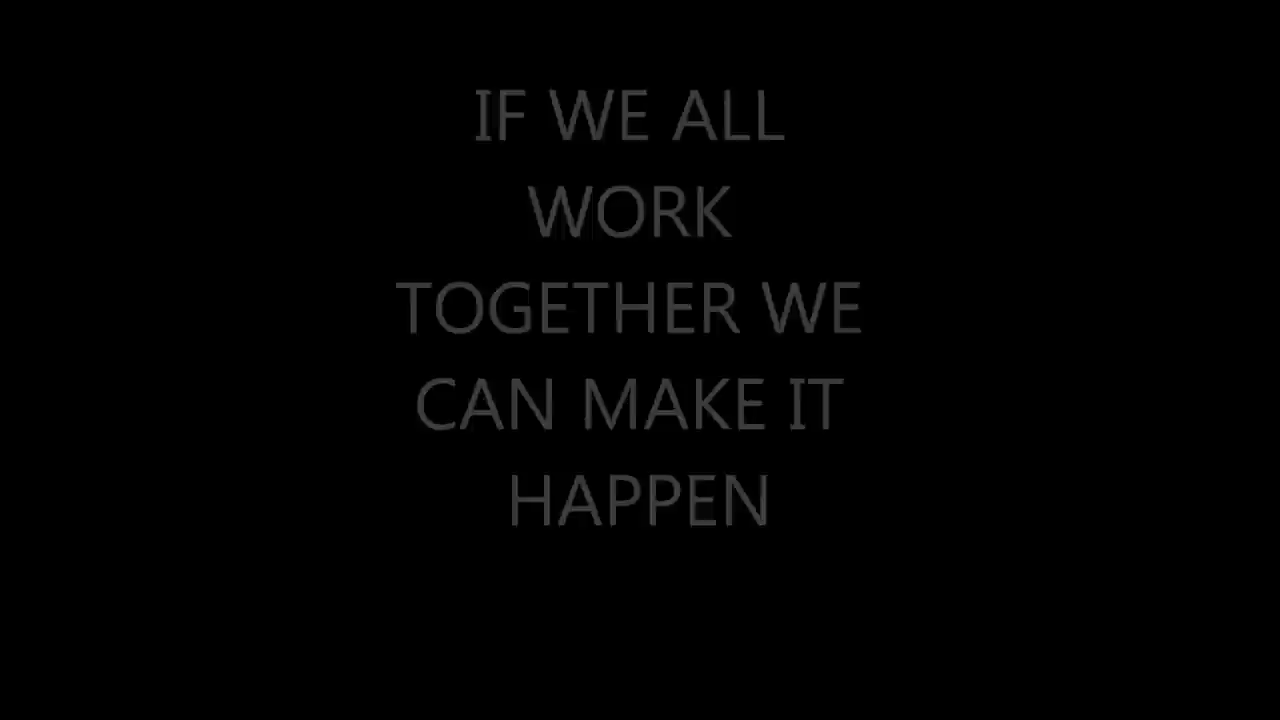 IF WE ALL
WORK
TOGETHER WE
CAN MAKE IT
HAPPEN